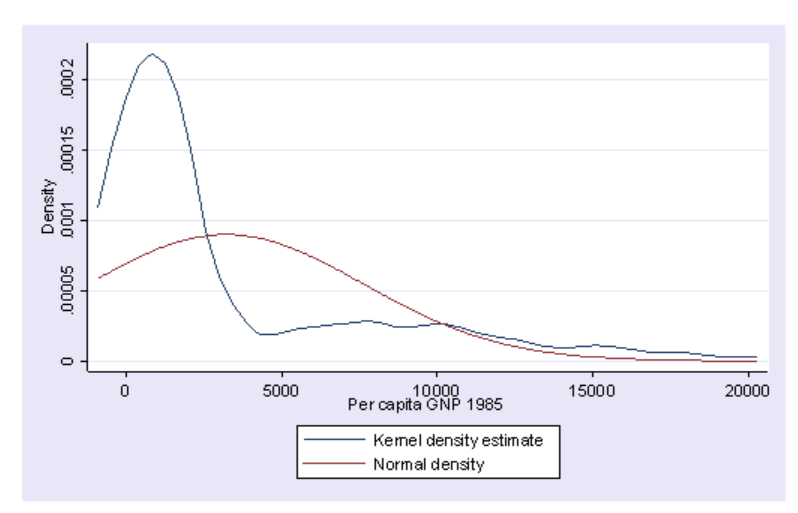 .0002
.00015
.0001
.00005
0
Density
0 5000 10000 15000 20000
Per capita GNP 1985
Kernel density estimate
Normal density